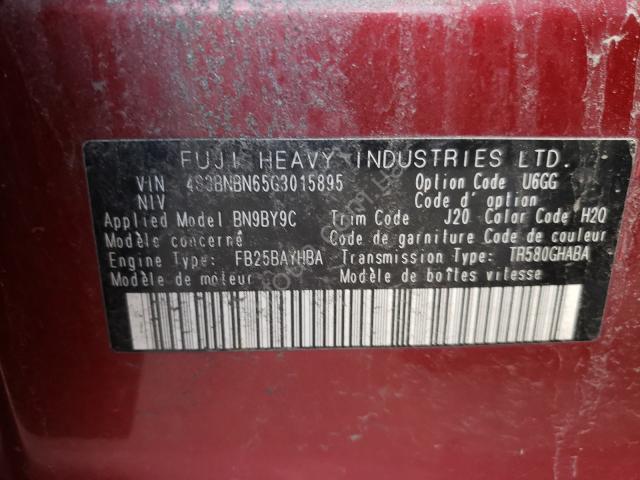 FUJI HEAVY INDUSTRIES LTD.
VIN 4S3BNBN65G3015895 Option Code U6GG
NIV Code d' option
Applied Model BN9BY9C Trim Code J20 Color Code H2Q
Modèle concerné Code de garniture Code de couleur
Engine Type: FB25BAYHBA Transmission Type: TR580GHABA
Modèle de moteur Modèle de boîtes vitesse